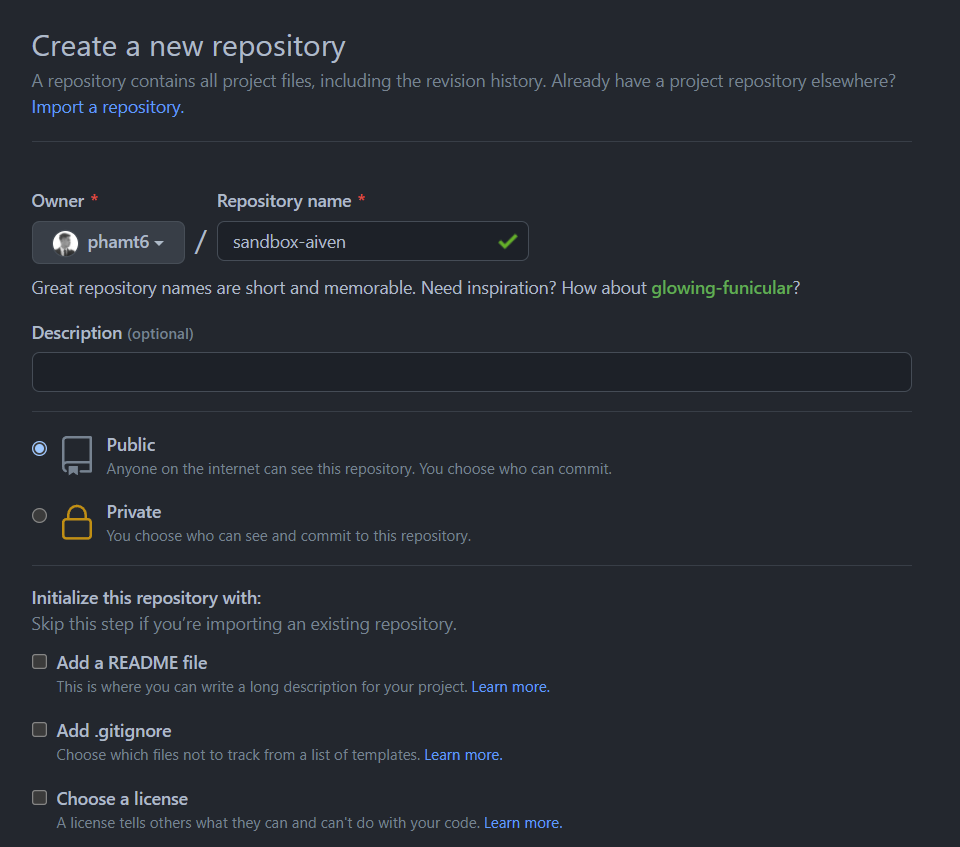 Create a new repository
A repository contains all project files, including the revision history. Already have a project repository elsewhere?
Import a repository.
Owner * Repository name *
phamt6 / sandbox-aiven
Great repository names are short and memorable. Need inspiration? How about glowing-funicular?
Description (optional)
Public
Anyone on the internet can see this repository. You choose who can commit.
Private
You choose who can see and commit to this repository.
Initialize this repository with:
Skip this step if you’re importing an existing repository.
Add a README file
This is where you can write a long description for your project. Learn more.
Add .gitignore
Choose which files not to track from a list of templates. Learn more.
Choose a license
A license tells others what they can and can't do with your code. Learn more.